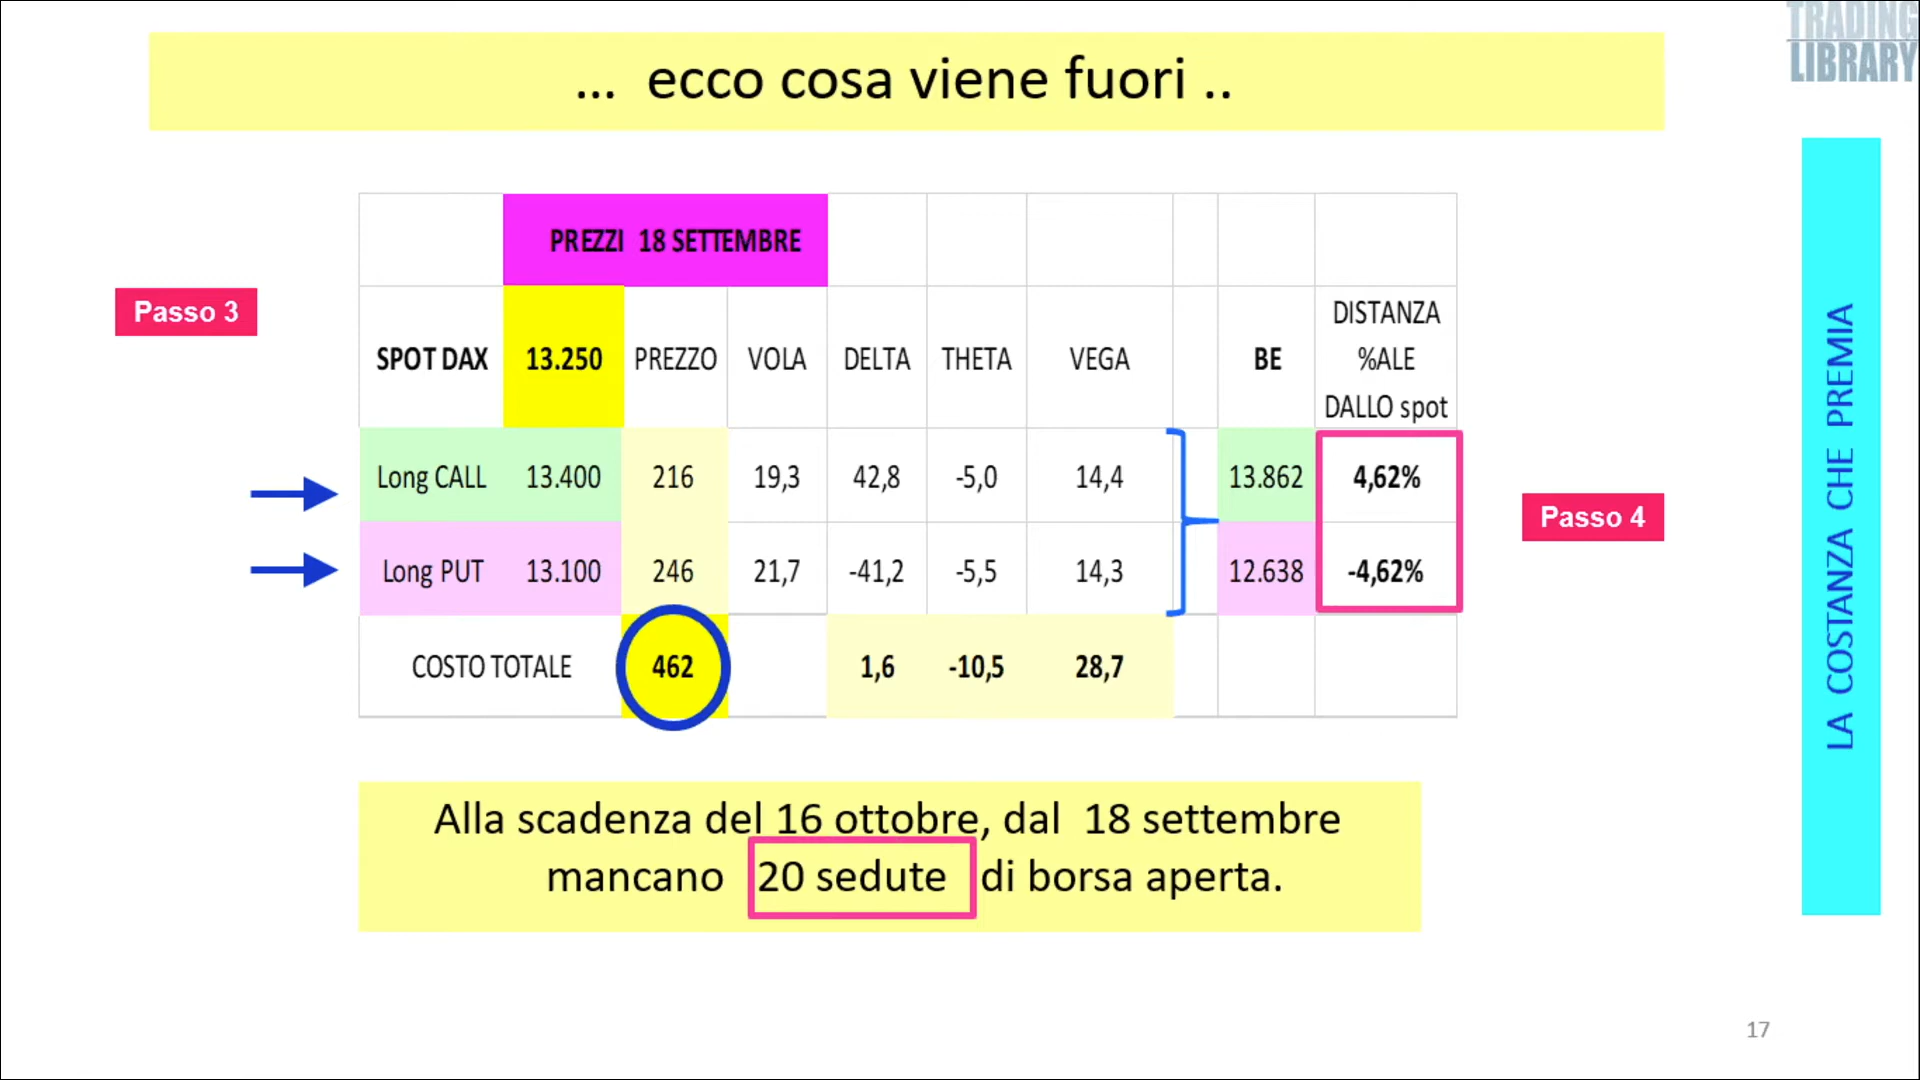 TRADING
LIBRARY
... ecco cosa viene fuori ..
PREZZI 18 SETTEMBRE
Passo 3
SPOT DAX 13.250 PREZZO VOLA DELTA THETA VEGA BE DISTANZA %ALE DALLO spot
Long CALL 13.400 216 19,3 42,8 -5,0 14,4 13.862 4,62%
Long PUT 13.100 246 21,7 -41,2 -5,5 14,3 12.638 -4,62%
Passo 4
COSTO TOTALE 462 1,6 -10,5 28,7
Alla scadenza del 16 ottobre, dal 18 settembre
mancano 20 sedute di borsa aperta.
LA COSTANZA CHE PREMIA
17